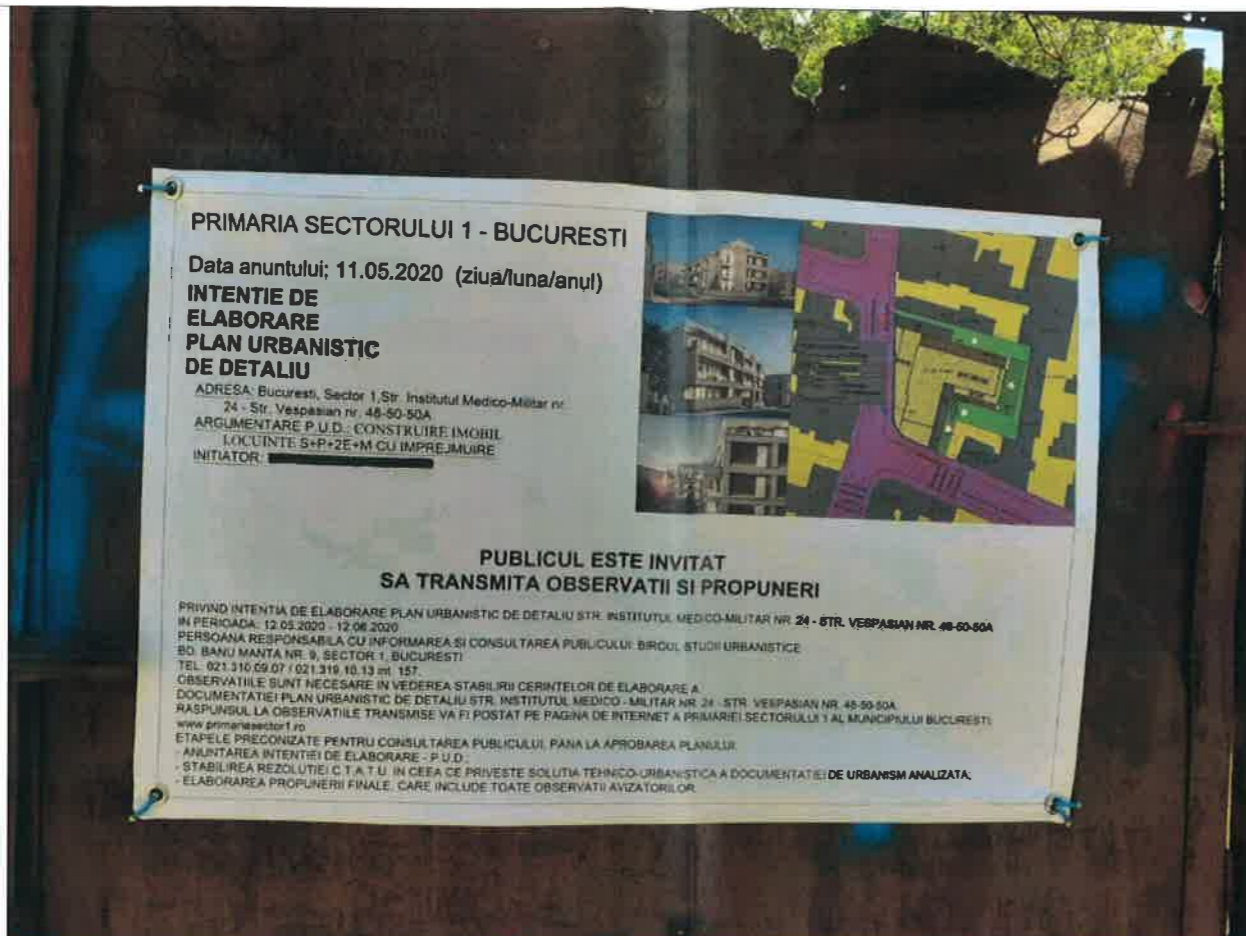 PRIMARIA SECTORULUI 1 - BUCURESTI
Data anuntului; 11.05.2020 (ziua/luna/anul)
INTENTIE DE
ELABORARE
PLAN URBANISTIC
DE DETALIU
ADRESA: Bucuresti, Sector 1,Str. Institutul Medico-Militar nr.
24 - Str. Vespasian nr. 48-50-50A
ARGUMENTARE P.U.D.: CONSTRUIRE IMOBIL
LOCUINTE S+P+2E+M CU IMPREJMUIRE
INITIATOR:
PUBLICUL ESTE INVITAT
SA TRANSMITA OBSERVATII SI PROPUNERI
PRIVIND INTENTIA DE ELABORARE PLAN URBANISTIC DE DETALIU STR. INSTITUTUL MEDICO-MILITAR NR. 24 - STR. VESPASIAN NR. 48-50-50A
IN PERIOADA: 12.05.2020 - 12.06.2020
PERSOANA RESPONSABILA CU INFORMAREA SI CONSULTAREA PUBLICULUI: BIROUL STUDII URBANISTICE
BD. BANU MANTA NR. 9, SECTOR 1, BUCURESTI
TEL. 021.310.09.07 / 021.319.10.13 int. 157.
OBSERVATIILE SUNT NECESARE IN VEDEREA STABILIRII CERINTELOR DE ELABORARE A
DOCUMENTATIEI PLAN URBANISTIC DE DETALIU STR. INSTITUTUL MEDICO - MILITAR NR. 24 - STR. VESPASIAN NR. 48-50-50A
RASPUNSUL LA OBSERVATIILE TRANSMISE VA FI POSTAT PE PAGINA DE INTERNET A PRIMARIEI SECTORULUI 1 AL MUNICIPIULUI BUCURESTI
www.primariasector1.ro
ETAPELE PRECONIZATE PENTRU CONSULTAREA PUBLICULUI, PANA LA APROBAREA PLANULUI:
- ANUNTAREA INTENTIEI DE ELABORARE - P.U.D.;
- STABILIREA REZOLUTIEI C.T.A.T.U. IN CEEA CE PRIVESTE SOLUTIA TEHNICO-URBANISTICA A DOCUMENTATIEI DE URBANISM ANALIZATA;
- ELABORAREA PROPUNERII FINALE, CARE INCLUDE TOATE OBSERVATII AVIZATORILOR